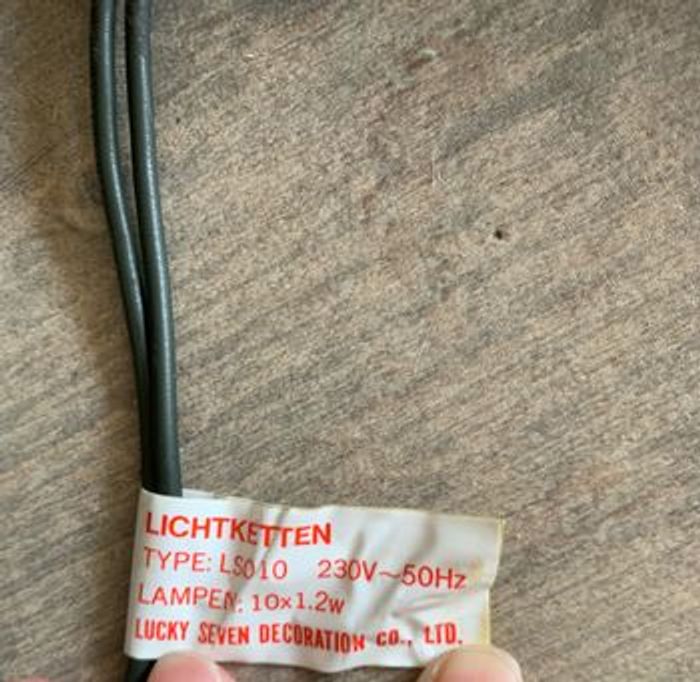 LICHTKETTEN
TYPE: LS010 230V~50Hz
LAMPEN: 10x1.2w
LUCKY SEVEN DECORATION CO., LTD.